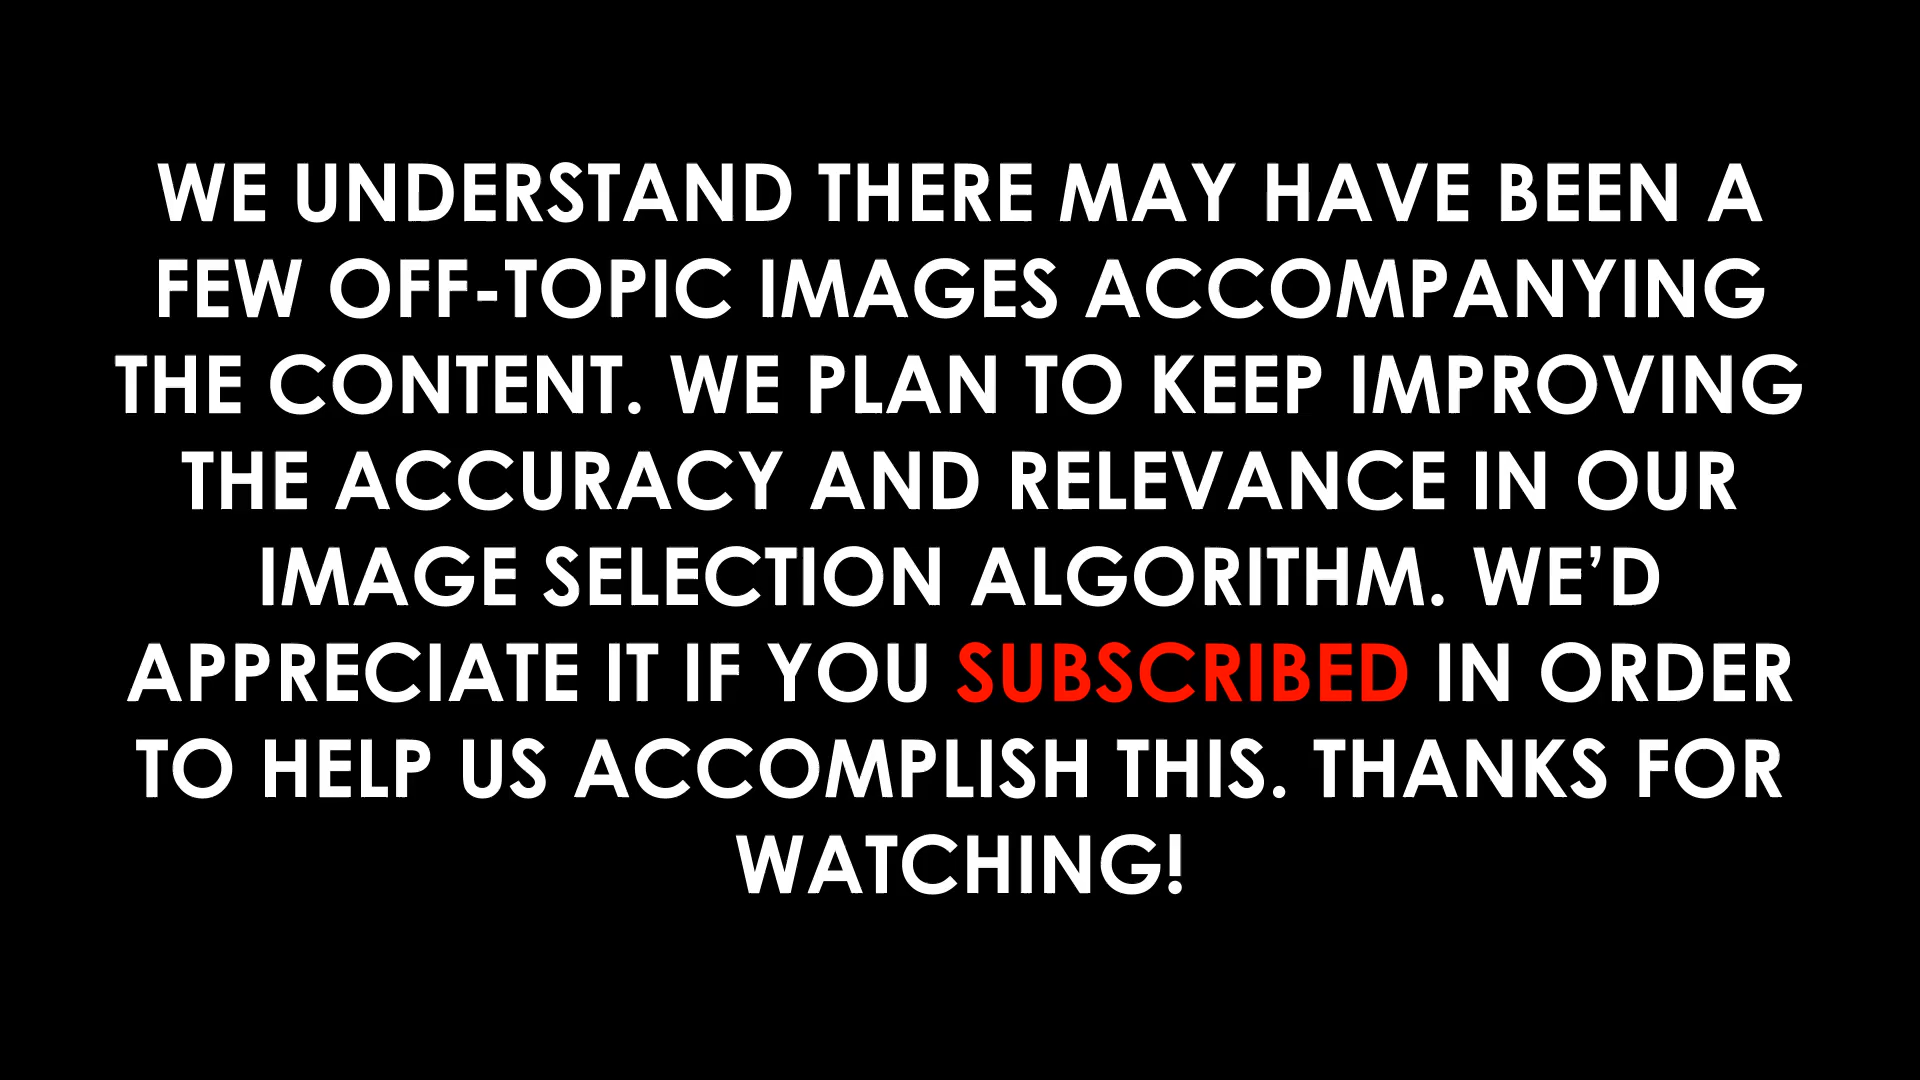 WE UNDERSTAND THERE MAY HAVE BEEN A
FEW OFF-TOPIC IMAGES ACCOMPANYING
THE CONTENT. WE PLAN TO KEEP IMPROVING
THE ACCURACY AND RELEVANCE IN OUR
IMAGE SELECTION ALGORITHM. WE’D
APPRECIATE IT IF YOU SUBSCRIBED IN ORDER
TO HELP US ACCOMPLISH THIS. THANKS FOR
WATCHING!